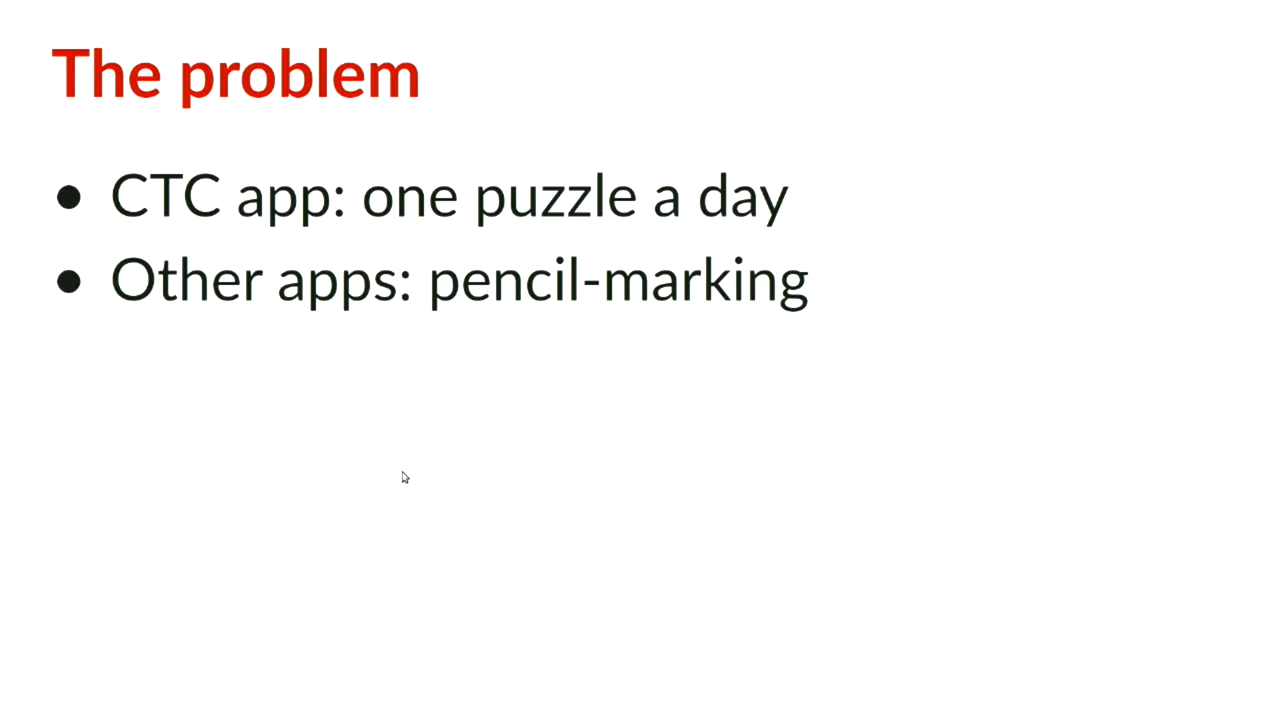 The problem
• CTC app: one puzzle a day
• Other apps: pencil-marking